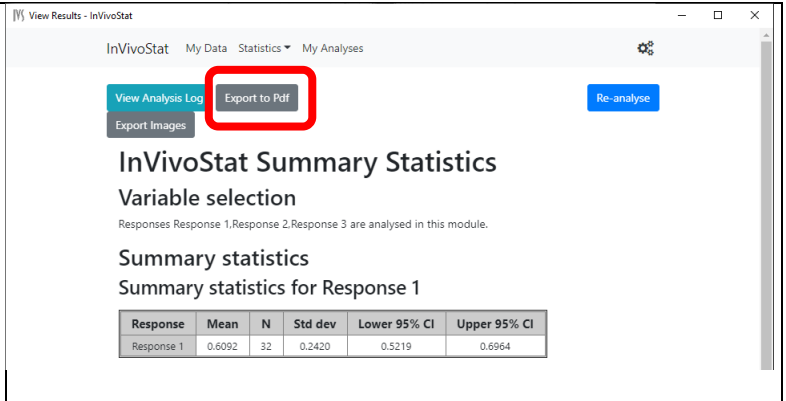 View Results - InVivoStat
InVivoStat My Data Statistics My Analyses
View Analysis Log Export to Pdf Re-analyse
Export Images
InVivoStat Summary Statistics
Variable selection
Responses Response 1,Response 2,Response 3 are analysed in this module.
Summary statistics
Summary statistics for Response 1
Response Mean N Std dev Lower 95% CI Upper 95% CI
Response 1 0.6092 32 0.2420 0.5219 0.6964